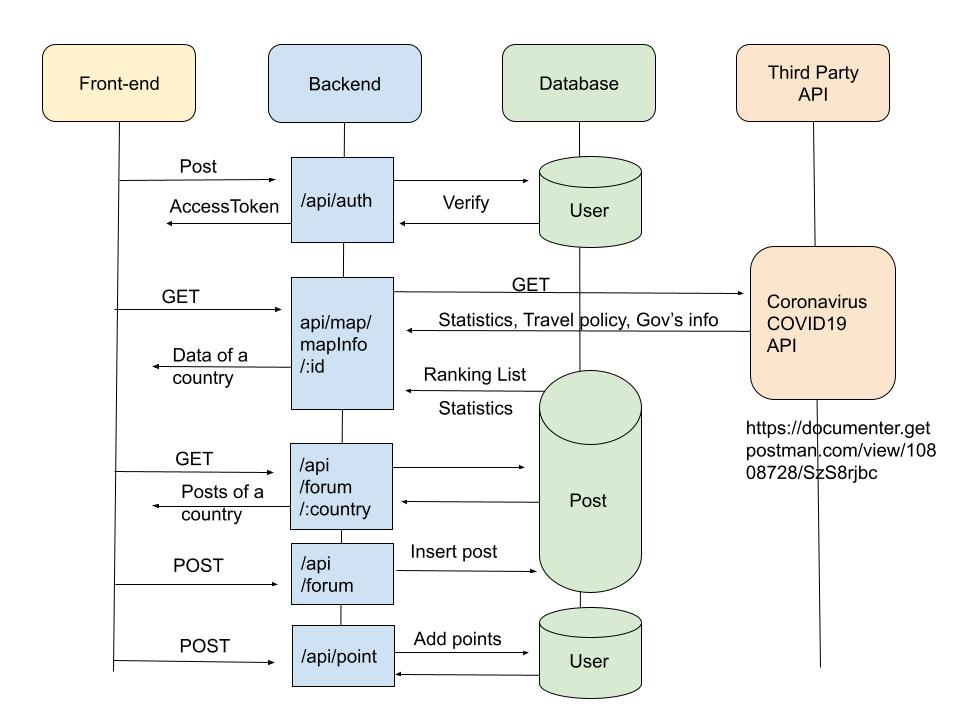 Front-end
Backend
Database
Third Party
API
Post
/api/auth
AccessToken
Verify
User
GET
api/map/
mapInfo
/:id
Data of a
country
GET
Statistics, Travel policy, Gov's info
Coronavirus
COVID19
API
Ranking List
Statistics
https://documenter.get
postman.com/view/108
08728/SzS8rjbc
GET
/api
/forum
/:country
Posts of a
country
Post
POST
/api
/forum
Insert post
POST
/api/point
Add points
User